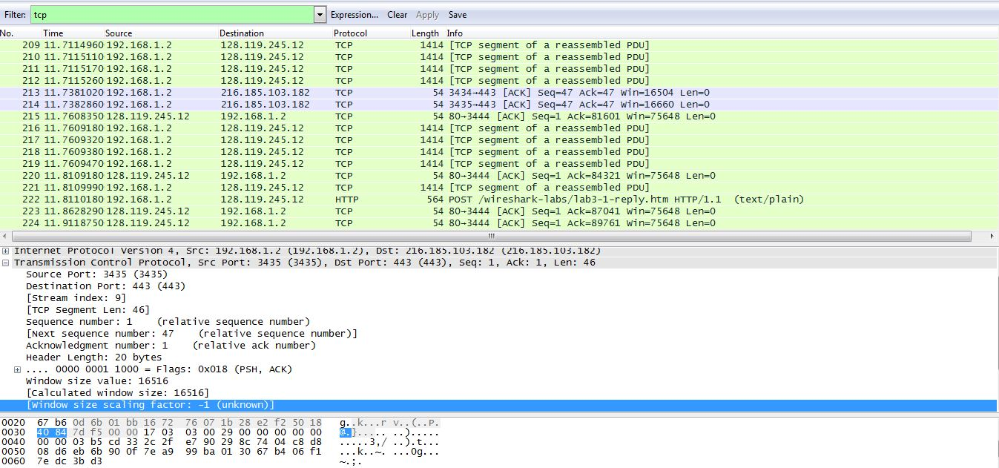 Filter: tcp Expression... Clear Apply Save
No. Time Source Destination Protocol Length Info
209 11.7114960 192.168.1.2 128.119.245.12 TCP 1414 [TCP segment of a reassembled PDU]
210 11.7115110 192.168.1.2 128.119.245.12 TCP 1414 [TCP segment of a reassembled PDU]
211 11.7115170 192.168.1.2 128.119.245.12 TCP 1414 [TCP segment of a reassembled PDU]
212 11.7115260 192.168.1.2 128.119.245.12 TCP 1414 [TCP segment of a reassembled PDU]
213 11.7381020 192.168.1.2 216.185.103.182 TCP 54 3434→443 [ACK] Seq=47 Ack=47 Win=16504 Len=0
214 11.7382860 192.168.1.2 216.185.103.182 TCP 54 3435→443 [ACK] Seq=47 Ack=47 Win=16660 Len=0
215 11.7608350 128.119.245.12 192.168.1.2 TCP 54 80→3444 [ACK] Seq=1 Ack=81601 Win=75648 Len=0
216 11.7609180 192.168.1.2 128.119.245.12 TCP 1414 [TCP segment of a reassembled PDU]
217 11.7609320 192.168.1.2 128.119.245.12 TCP 1414 [TCP segment of a reassembled PDU]
218 11.7609380 192.168.1.2 128.119.245.12 TCP 1414 [TCP segment of a reassembled PDU]
219 11.7609470 192.168.1.2 128.119.245.12 TCP 1414 [TCP segment of a reassembled PDU]
220 11.8109180 128.119.245.12 192.168.1.2 TCP 54 80→3444 [ACK] Seq=1 Ack=84321 Win=75648 Len=0
221 11.8109990 192.168.1.2 128.119.245.12 TCP 1414 [TCP segment of a reassembled PDU]
222 11.8110180 192.168.1.2 128.119.245.12 HTTP 564 POST /wireshark-labs/lab3-1-reply.htm HTTP/1.1 (text/plain)
223 11.8628290 128.119.245.12 192.168.1.2 TCP 54 80→3444 [ACK] Seq=1 Ack=87041 Win=75648 Len=0
224 11.9118750 128.119.245.12 192.168.1.2 TCP 54 80→3444 [ACK] Seq=1 Ack=89761 Win=75648 Len=0
Internet Protocol Version 4, Src: 192.168.1.2 (192.168.1.2), Dst: 216.185.103.182 (216.185.103.182)
Transmission Control Protocol, Src Port: 3435 (3435), Dst Port: 443 (443), Seq: 1, Ack: 1, Len: 46
Source Port: 3435 (3435)
Destination Port: 443 (443)
[Stream index: 9]
[TCP Segment Len: 46]
Sequence number: 1 (relative sequence number)
[Next sequence number: 47 (relative sequence number)]
Acknowledgment number: 1 (relative ack number)
Header Length: 20 bytes
.... 0000 0001 1000 = Flags: 0x018 (PSH, ACK)
Window size value: 16516
[Calculated window size: 16516]
[Window size scaling factor: -1 (unknown)]
0020 67 b6 0d 6b 01 bb 16 72 76 07 1b 28 e2 f2 50 18 g..k...r v..(..P.
0030 40 84 7d f5 00 00 17 03 03 00 29 00 00 00 00 00 @.}..... ..).....
0040 00 00 03 b5 cd 33 2c 2f e7 90 29 8c 74 04 c8 d8 .....3,/ ..).t...
0050 08 d6 eb 6b 90 0f 7e a9 99 ba 01 30 67 b4 06 f1 ...k..~. ...0g...
0060 7e dc 3b d3 ~.;.